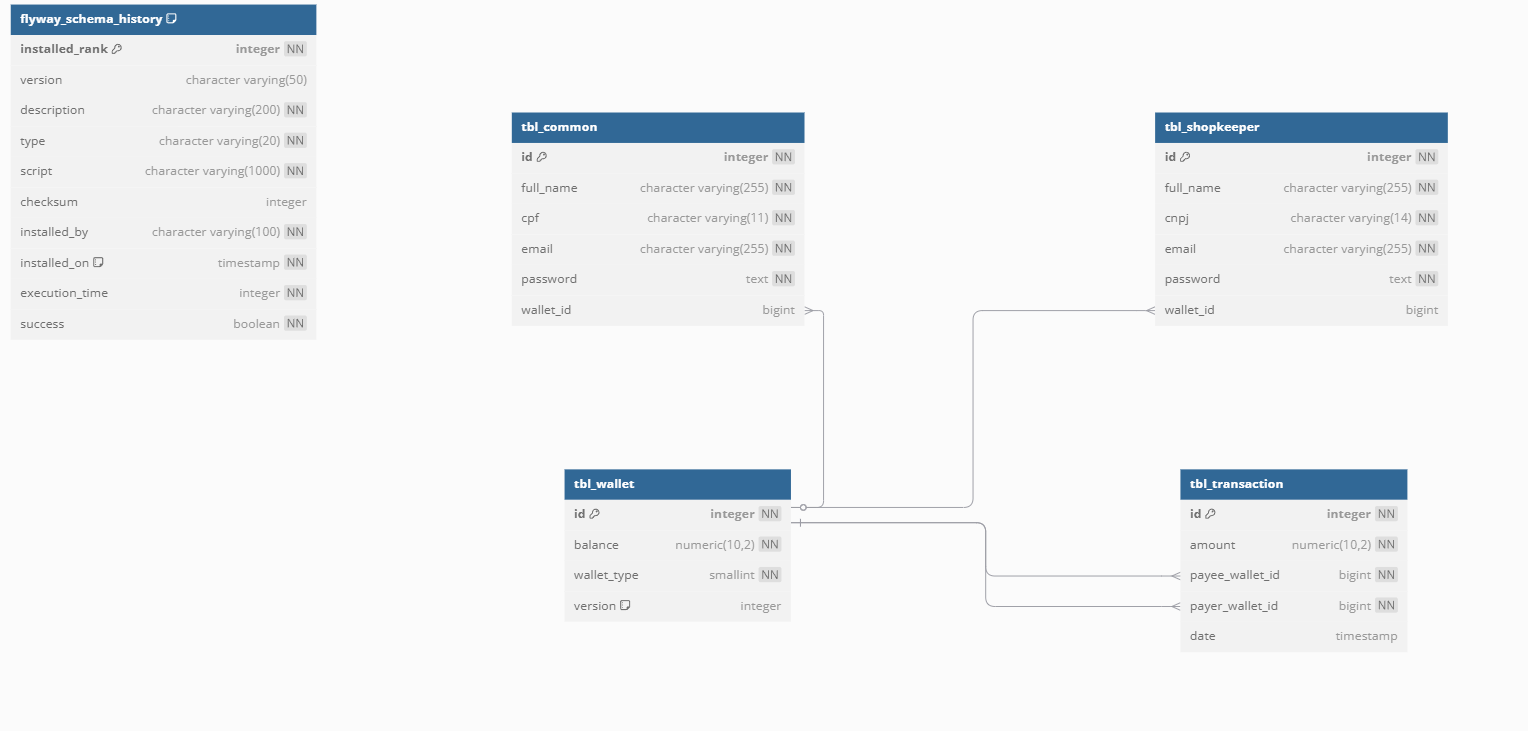 flyway_schema_history
installed_rank integer NN
version character varying(50)
description character varying(200) NN
type character varying(20) NN
script character varying(1000) NN
checksum integer
installed_by character varying(100) NN
installed_on timestamp NN
execution_time integer NN
success boolean NN
tbl_common
id integer NN
full_name character varying(255) NN
cpf character varying(11) NN
email character varying(255) NN
password text NN
wallet_id bigint
tbl_shopkeeper
id integer NN
full_name character varying(255) NN
cnpj character varying(14) NN
email character varying(255) NN
password text NN
wallet_id bigint
tbl_wallet
id integer NN
balance numeric(10,2) NN
wallet_type smallint NN
version integer
tbl_transaction
id integer NN
amount numeric(10,2) NN
payee_wallet_id bigint NN
payer_wallet_id bigint NN
date timestamp